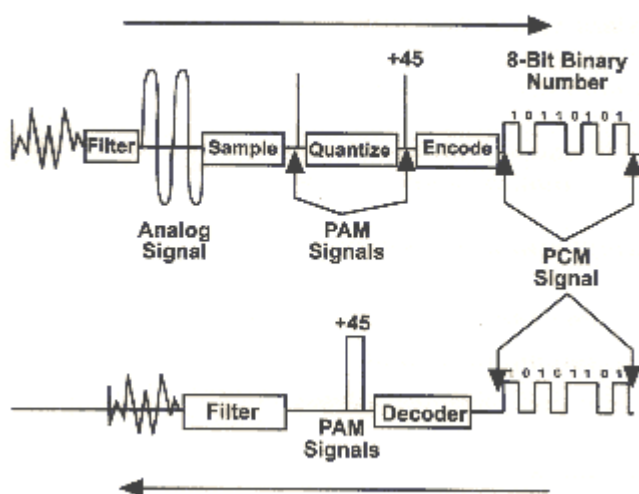 +45
8-Bit Binary
Number
1 0 1 1 0 1 0 1
Filter
Sample
Quantize
Encode
Analog
Signal
PAM
Signals
PCM
Signal
+45
1 0 1 0 1 1 0 1
Filter
PAM
Signals
Decoder